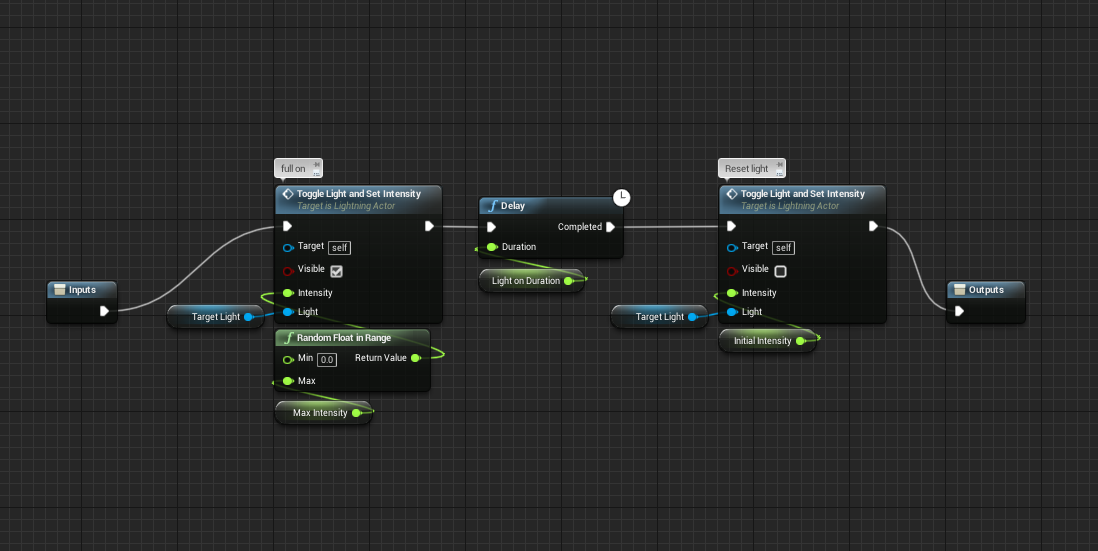 full on
Toggle Light and Set Intensity
Target is Lightning Actor
Target self
Visible
Intensity
Light
Inputs
Target Light
Random Float in Range
Min 0.0 Return Value
Max
Max Intensity
Delay
Completed
Duration
Light on Duration
Reset light
Toggle Light and Set Intensity
Target is Lightning Actor
Target self
Visible
Intensity
Light
Target Light
Initial Intensity
Outputs